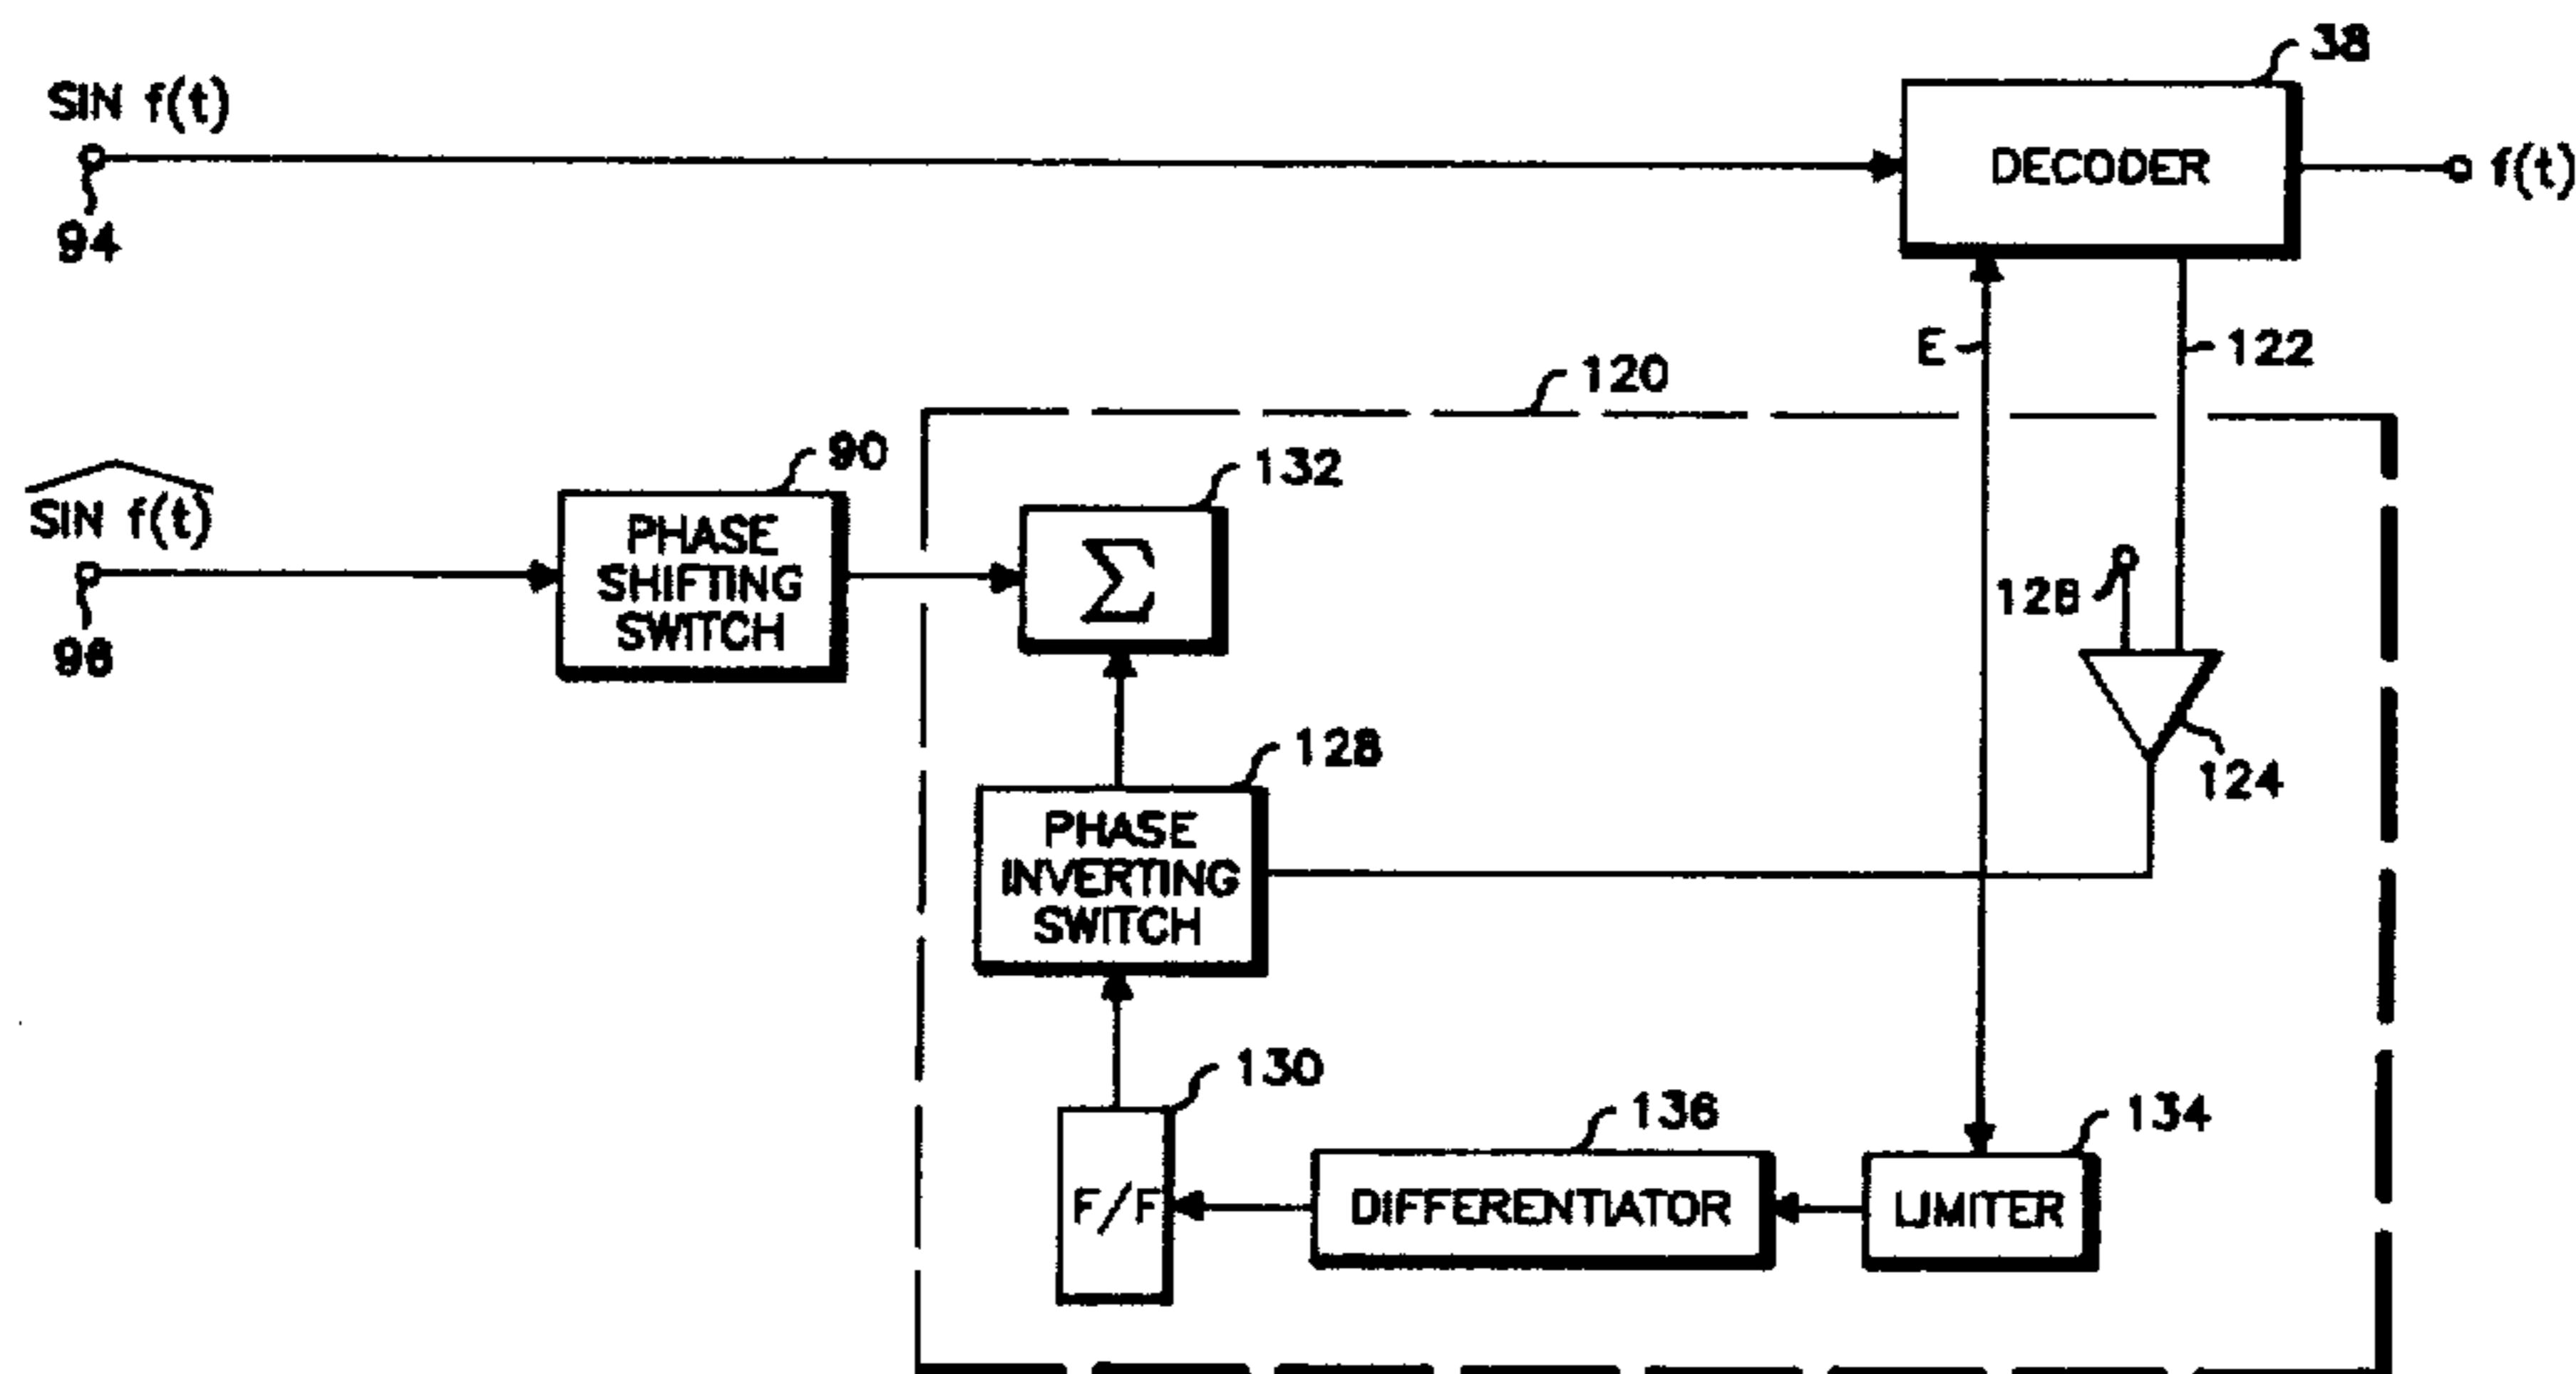 38
SIN f(t)
DECODER
f(t)
94
E
122
120
90
132
SIN f(t)
PHASE
SHIFTING
SWITCH
Σ
126
96
128
124
PHASE
INVERTING
SWITCH
130
136
134
F/F
DIFFERENTIATOR
LIMITER